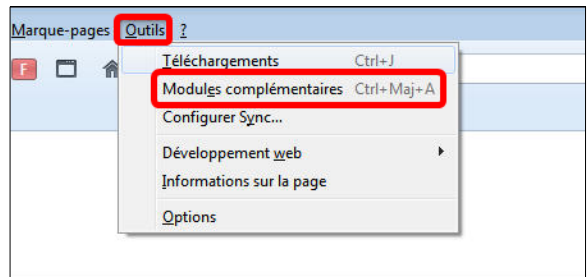 Marque-pages Outils ?
F
Téléchargements Ctrl+J
Modules complémentaires Ctrl+Maj+A
Configurer Sync...
Développement web
Informations sur la page
Options